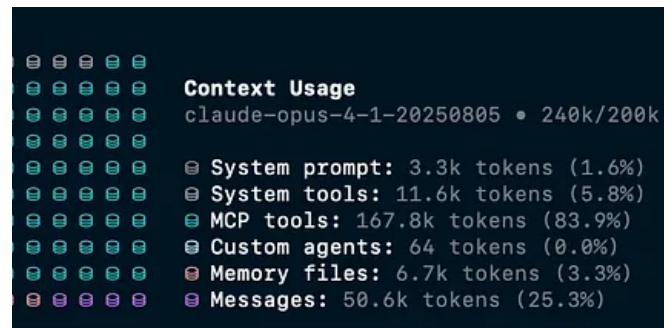 Context Usage
claude-opus-4-1-20250805 • 240k/200k
System prompt: 3.3k tokens (1.6%)
System tools: 11.6k tokens (5.8%)
MCP tools: 167.8k tokens (83.9%)
Custom agents: 64 tokens (0.0%)
Memory files: 6.7k tokens (3.3%)
Messages: 50.6k tokens (25.3%)